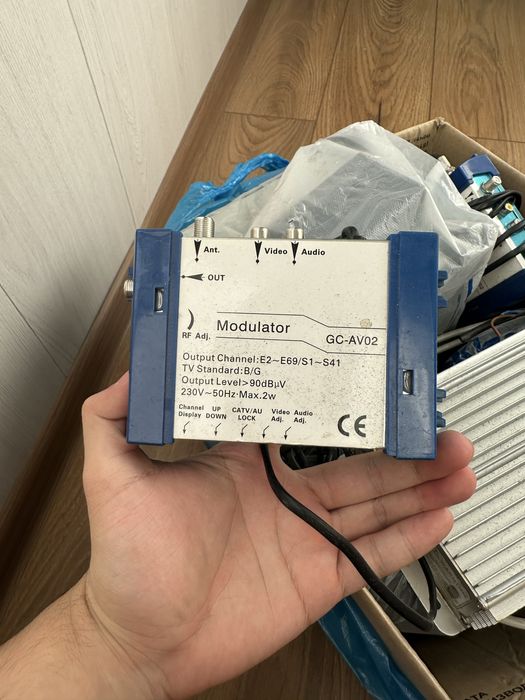 Ant.
Video
Audio
OUT
RF Adj.
Modulator
GC-AV02
Output Channel:E2~E69/S1~S41
TV Standard:B/G
Output Level>90dBμV
230V~50Hz·Max.2w
Channel Display
UP DOWN
CATV/AU LOCK
Video Adj.
Audio Adj.
CE